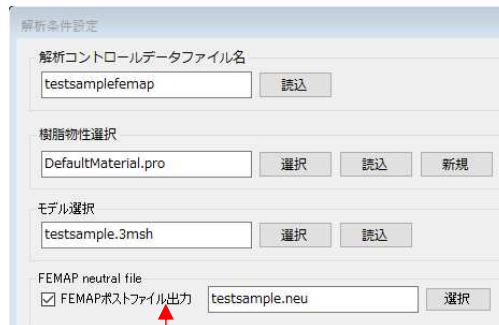 解析条件設定
解析コントロールデータファイル名
testsamplefemap 読込
樹脂物性選択
DefaultMaterial.pro 選択 読込 新規
モデル選択
testsample.3msh 選択 読込
FEMAP neutral file
FEMAPポストファイル出力 testsample.neu 選択